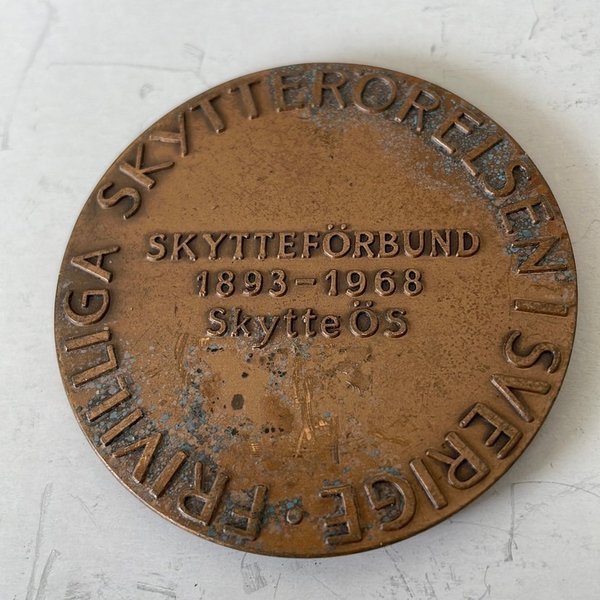 FRIVILLIGA SKYTTERÖRELSEN I SVERIGE ·
SKYTTEFÖRBUND
1893-1968
SkytteÖS